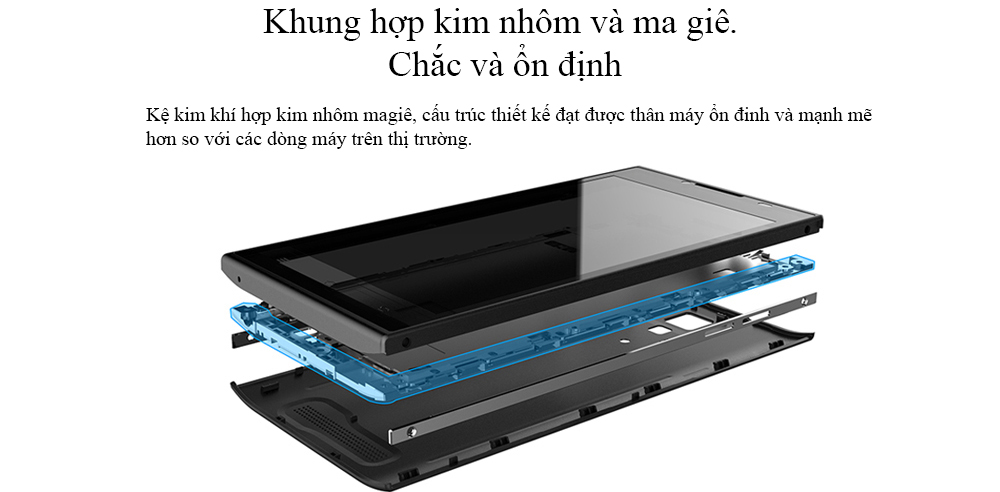 Khung hợp kim nhôm và ma giê.
Chắc và ổn định
Kệ kim khí hợp kim nhôm magiê, cấu trúc thiết kế đạt được thân máy ổn đinh và mạnh mẽ
hơn so với các dòng máy trên thị trường.